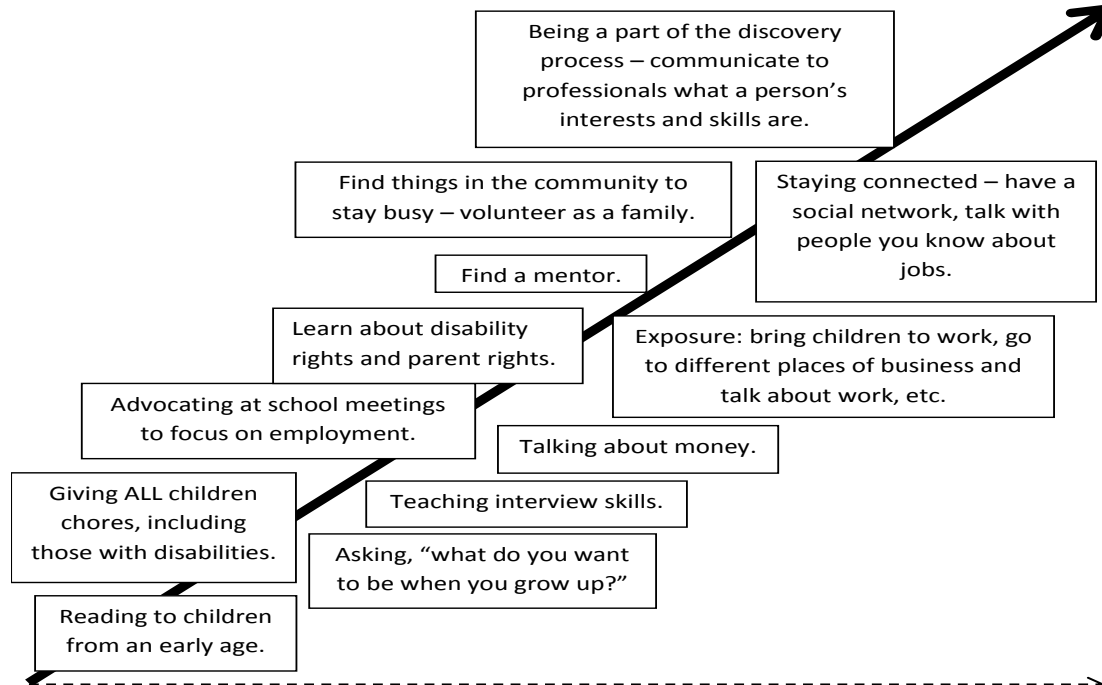 Being a part of the discovery
process – communicate to
professionals what a person’s
interests and skills are.
Find things in the community to
stay busy – volunteer as a family.
Staying connected – have a
social network, talk with
people you know about
jobs.
Find a mentor.
Learn about disability
rights and parent rights.
Exposure: bring children to work, go
to different places of business and
talk about work, etc.
Advocating at school meetings
to focus on employment.
Talking about money.
Giving ALL children
chores, including
those with disabilities.
Teaching interview skills.
Asking, “what do you want
to be when you grow up?”
Reading to children
from an early age.